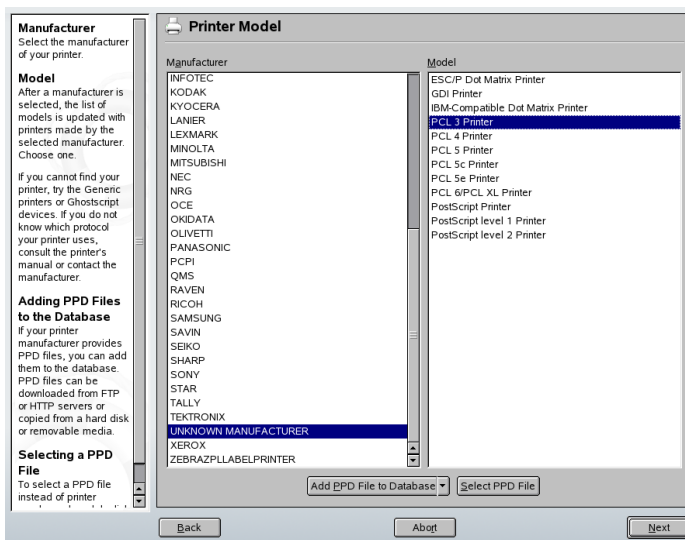 Manufacturer
Select the manufacturer
of your printer.
Model
After a manufacturer is
selected, the list of
models is updated with
printers made by the
selected manufacturer.
Choose one.
If you cannot find your
printer, try the Generic
printers or Ghostscript
devices. If you do not
know which protocol
your printer uses,
consult the printer's
manual or contact the
manufacturer.
Adding PPD Files
to the Database
If your printer
manufacturer provides
PPD files, you can add
them to the database.
PPD files can be
downloaded from FTP
or HTTP servers or
copied from a hard disk
or removable media.
Selecting a PPD
File
To select a PPD file
instead of printer
Printer Model
Manufacturer
INFOTEC
KODAK
KYOCERA
LANIER
LEXMARK
MINOLTA
MITSUBISHI
NEC
NRG
OCE
OKIDATA
OLIVETTI
PANASONIC
PCPI
QMS
RAVEN
RICOH
SAMSUNG
SAVIN
SEIKO
SHARP
SONY
STAR
TALLY
TEKTRONIX
UNKNOWN MANUFACTURER
XEROX
ZEBRAZPLLABELPRINTER
Model
ESC/P Dot Matrix Printer
GDI Printer
IBM-Compatible Dot Matrix Printer
PCL 3 Printer
PCL 4 Printer
PCL 5 Printer
PCL 5c Printer
PCL 5e Printer
PCL 6/PCL XL Printer
PostScript Printer
PostScript level 1 Printer
PostScript level 2 Printer
Add PPD File to Database
Select PPD File
Back
Abort
Next